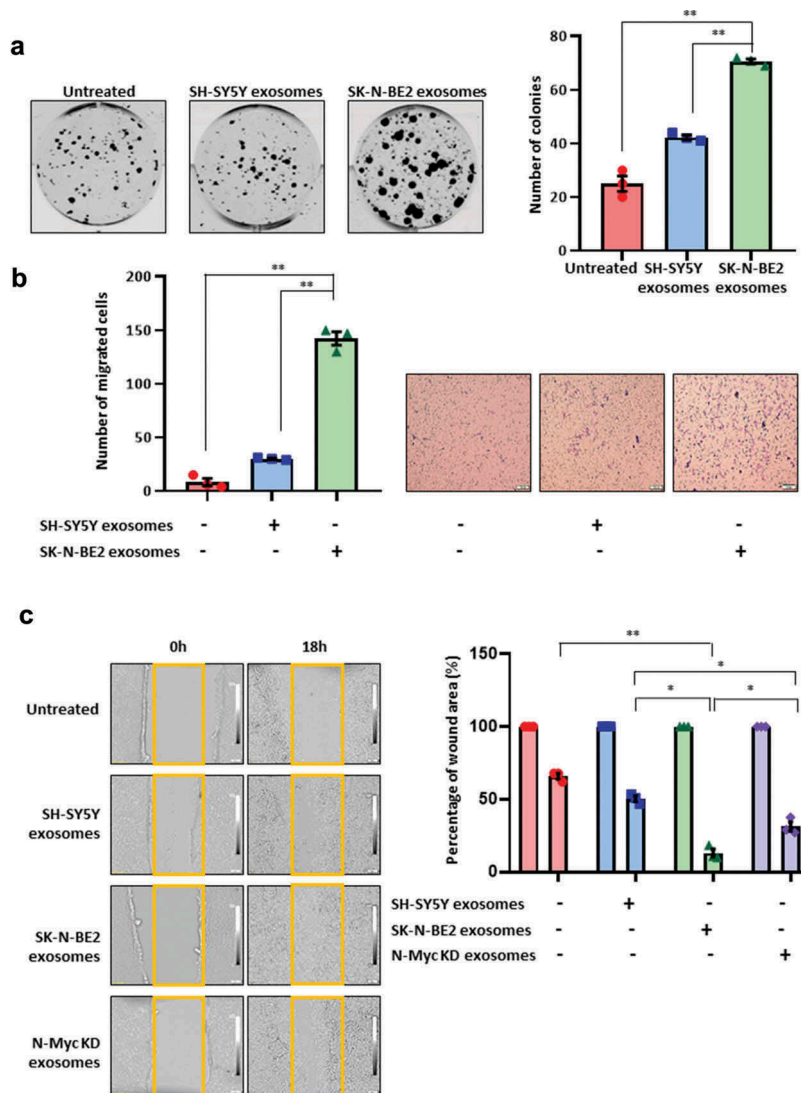 a
Untreated
SH-SY5Y exosomes
SK-N-BE2 exosomes
Number of colonies
80
60
40
20
0
**
**
Untreated
SH-SY5Y exosomes
SK-N-BE2 exosomes
b
Number of migrated cells
200
150
100
50
0
**
**
SH-SY5Y exosomes - + - - + -
SK-N-BE2 exosomes - - + - - +
c
0h
18h
Untreated
SH-SY5Y
exosomes
SK-N-BE2
exosomes
N-Myc KD
exosomes
Percentage of wound area (%)
150
100
50
0
**
*
*
*
SH-SY5Y exosomes - + - -
SK-N-BE2 exosomes - - + -
N-Myc KD exosomes - - - +